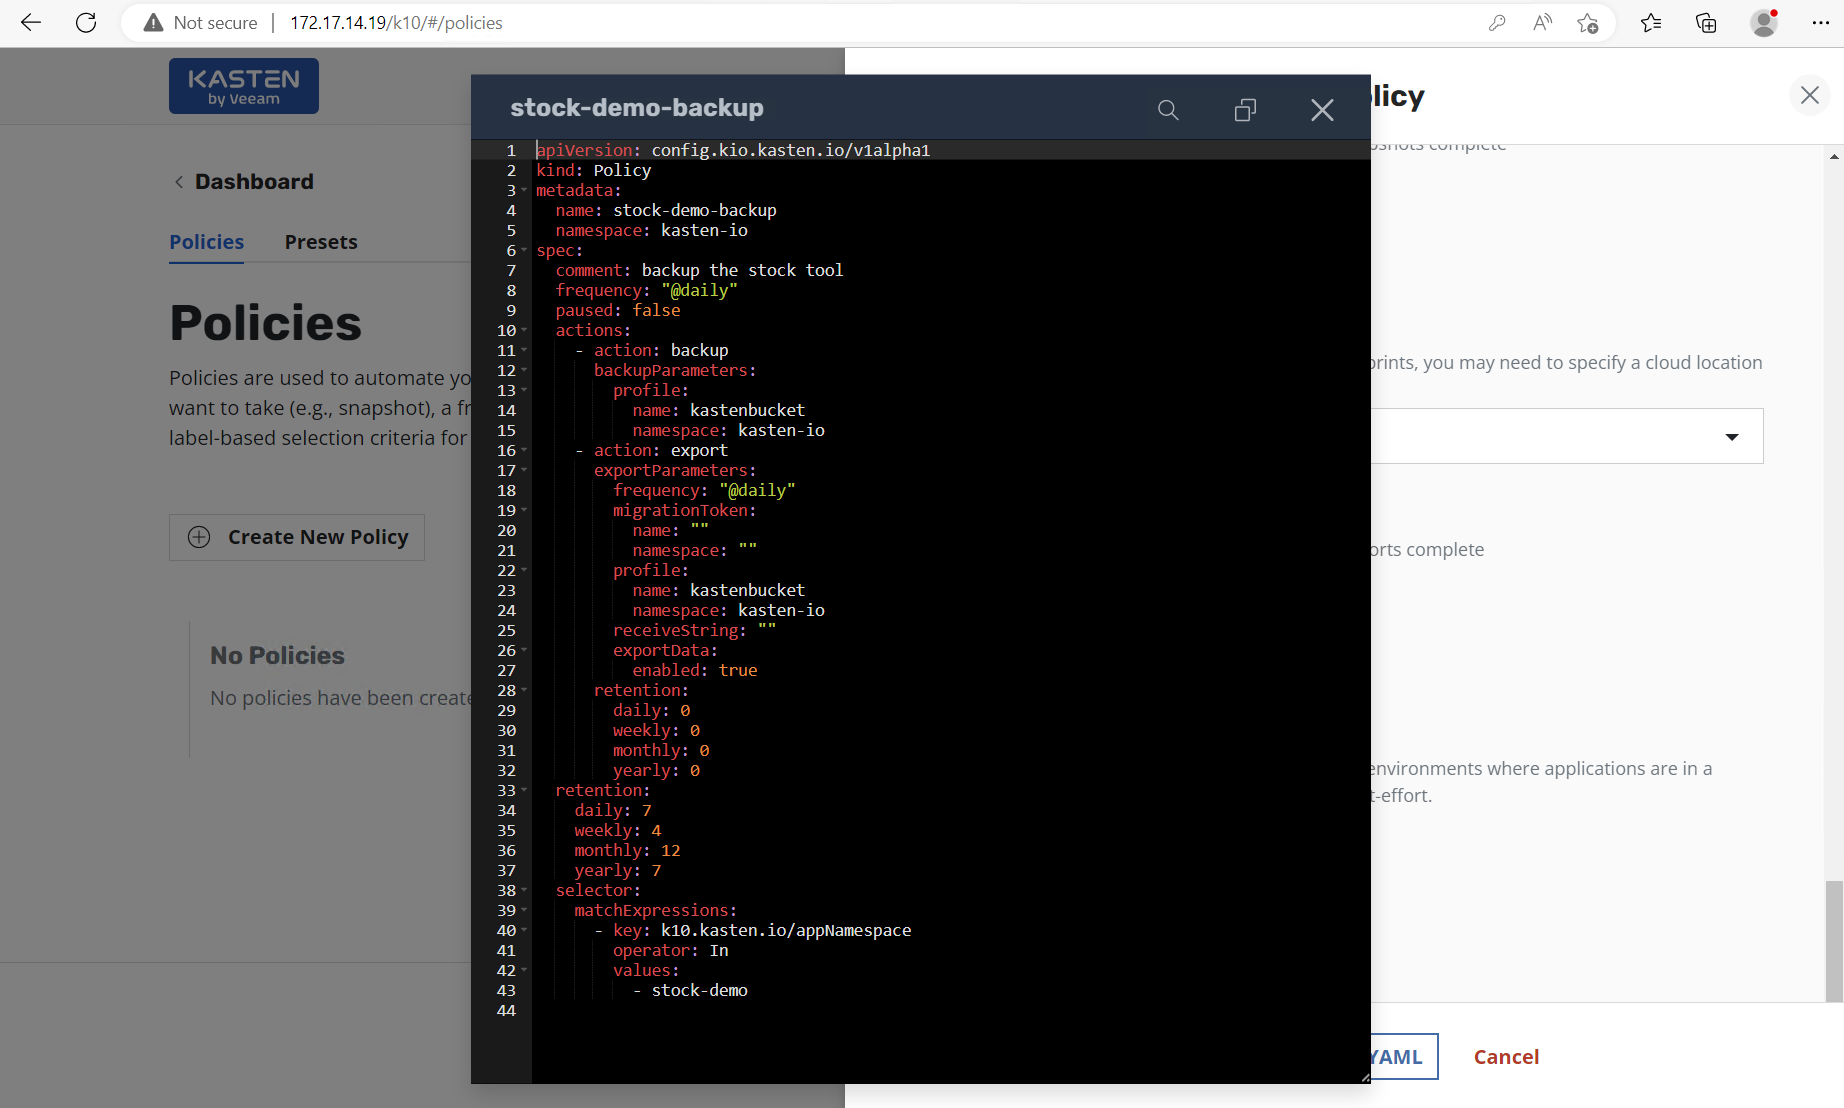 Not secure | 172.17.14.19/k10/#/policies
KASTEN
by Veeam
Dashboard
Policies Presets
Policies
Policies are used to automate yo
want to take (e.g., snapshot), a fr
label-based selection criteria for
Create New Policy
No Policies
No policies have been create
stock-demo-backup
1 apiVersion: config.kio.kasten.io/v1alpha1
2 kind: Policy
3 metadata:
4 name: stock-demo-backup
5 namespace: kasten-io
6 spec:
7 comment: backup the stock tool
8 frequency: "@daily"
9 paused: false
10 actions:
11 - action: backup
12 backupParameters:
13 profile:
14 name: kastenbucket
15 namespace: kasten-io
16 - action: export
17 exportParameters:
18 frequency: "@daily"
19 migrationToken:
20 name: ""
21 namespace: ""
22 profile:
23 name: kastenbucket
24 namespace: kasten-io
25 receiveString: ""
26 exportData:
27 enabled: true
28 retention:
29 daily: 0
30 weekly: 0
31 monthly: 0
32 yearly: 0
33 retention:
34 daily: 7
35 weekly: 4
36 monthly: 12
37 yearly: 7
38 selector:
39 matchExpressions:
40 - key: k10.kasten.io/appNamespace
41 operator: In
42 values:
43 - stock-demo
44
licy
pshots complete
prints, you may need to specify a cloud location
orts complete
environments where applications are in a
t-effort.
YAML Cancel